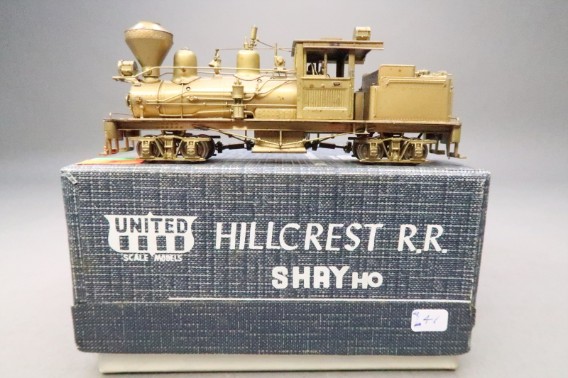 UNITED
SCALE MODELS
HILLCREST R.R.
SHAY HO